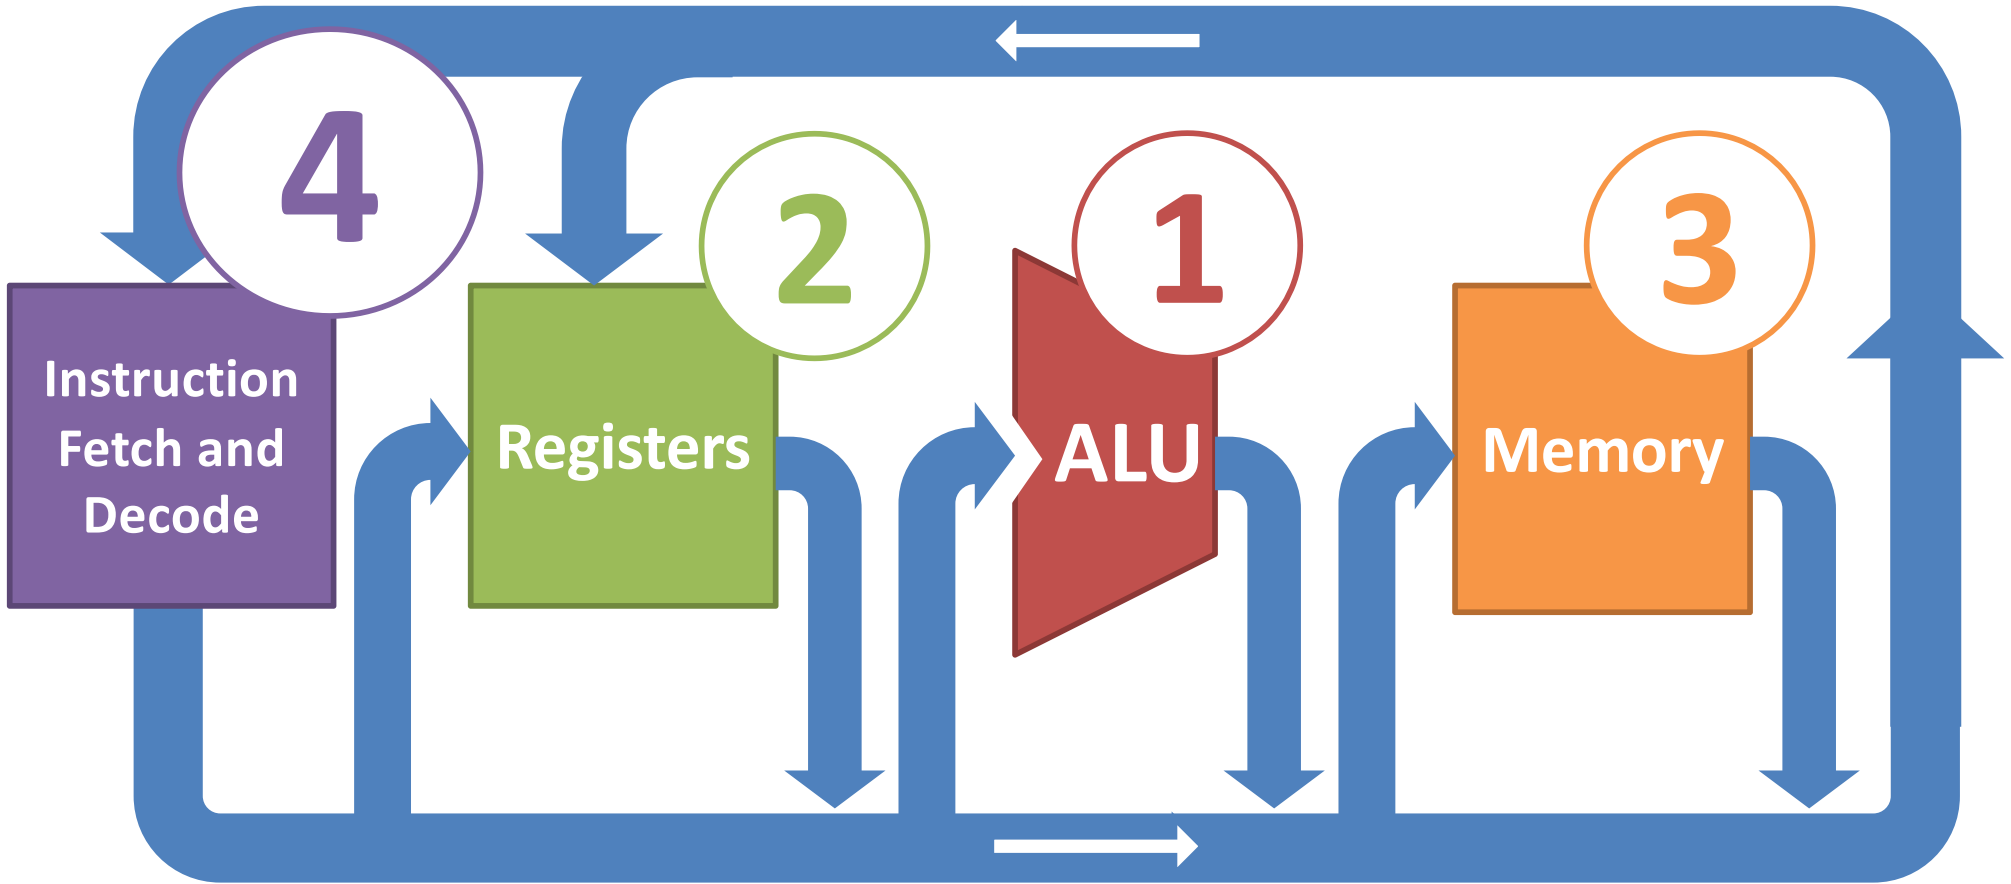 4
Instruction
Fetch and
Decode
2
Registers
1
ALU
3
Memory